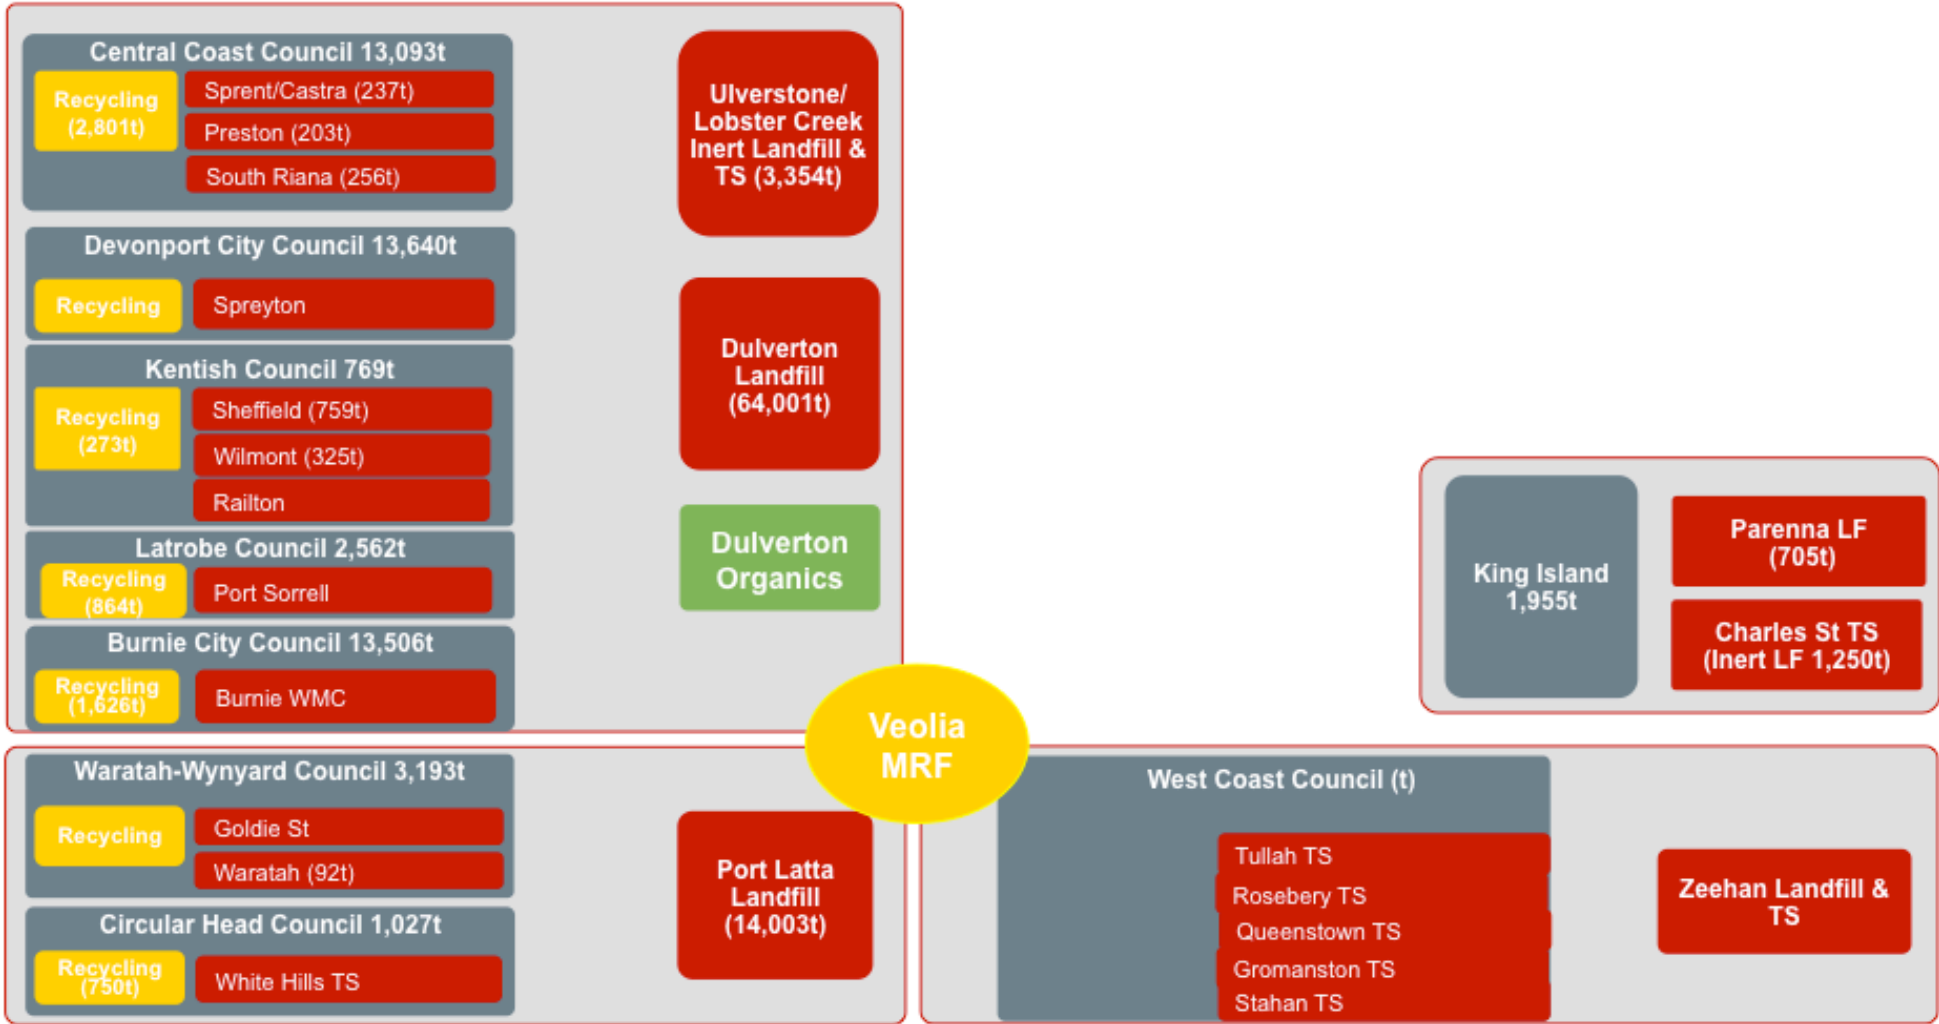 Central Coast Council 13,093t
Recycling
(2,801t)
Sprent/Castra (237t)
Preston (203t)
South Riana (256t)
Devonport City Council 13,640t
Recycling
Spreyton
Kentish Council 769t
Recycling
(273t)
Sheffield (759t)
Wilmont (325t)
Railton
Latrobe Council 2,562t
Recycling
(864t)
Port Sorrell
Burnie City Council 13,506t
Recycling
(1,626t)
Burnie WMC
Ulverstone/
Lobster Creek
Inert Landfill &
TS (3,354t)
Dulverton
Landfill
(64,001t)
Dulverton
Organics
Veolia
MRF
Waratah-Wynyard Council 3,193t
Recycling
Goldie St
Waratah (92t)
Circular Head Council 1,027t
Recycling
(750t)
White Hills TS
Port Latta
Landfill
(14,003t)
King Island
1,955t
Parenna LF
(705t)
Charles St TS
(Inert LF 1,250t)
West Coast Council (t)
Tullah TS
Rosebery TS
Queenstown TS
Gromanston TS
Stahan TS
Zeehan Landfill &
TS